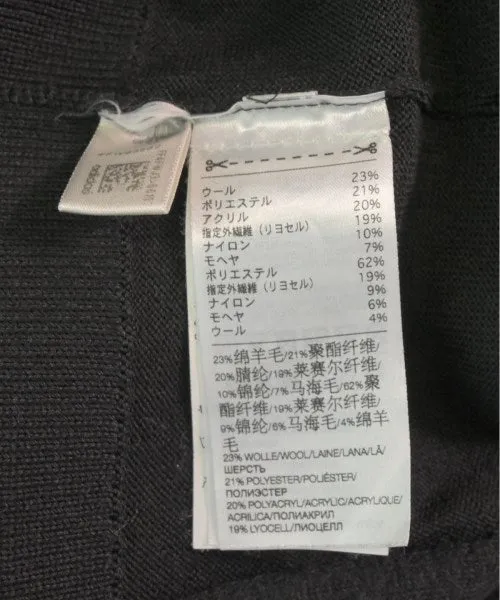 adidas
ウール 23%
ポリエステル 21%
アクリル 20%
指定外繊維（リヨセル） 19%
ナイロン 10%
モヘヤ 7%
ポリエステル 62%
指定外繊維（リヨセル） 19%
ナイロン 9%
モヘヤ 6%
ウール 4%
23%绵羊毛/21%聚酯纤维/
20%腈纶/19%莱赛尔纤维/
10%锦纶/7%马海毛/62%聚
酯纤维/19%莱赛尔纤维/
9%锦纶/6%马海毛/4%绵羊
毛
23% WOLLE/WOOL/LAINE/LANA/LÃ/
ШЕРСТЬ
21% POLYESTER/POLIÉSTER/
ПОЛИЭСТЕР
20% POLYACRYL/ACRYLIC/ACRYLIQUE/
ACRILICA/ПОЛИАКРИЛ
19% LYOCELL/ЛИОЦЕЛЛ